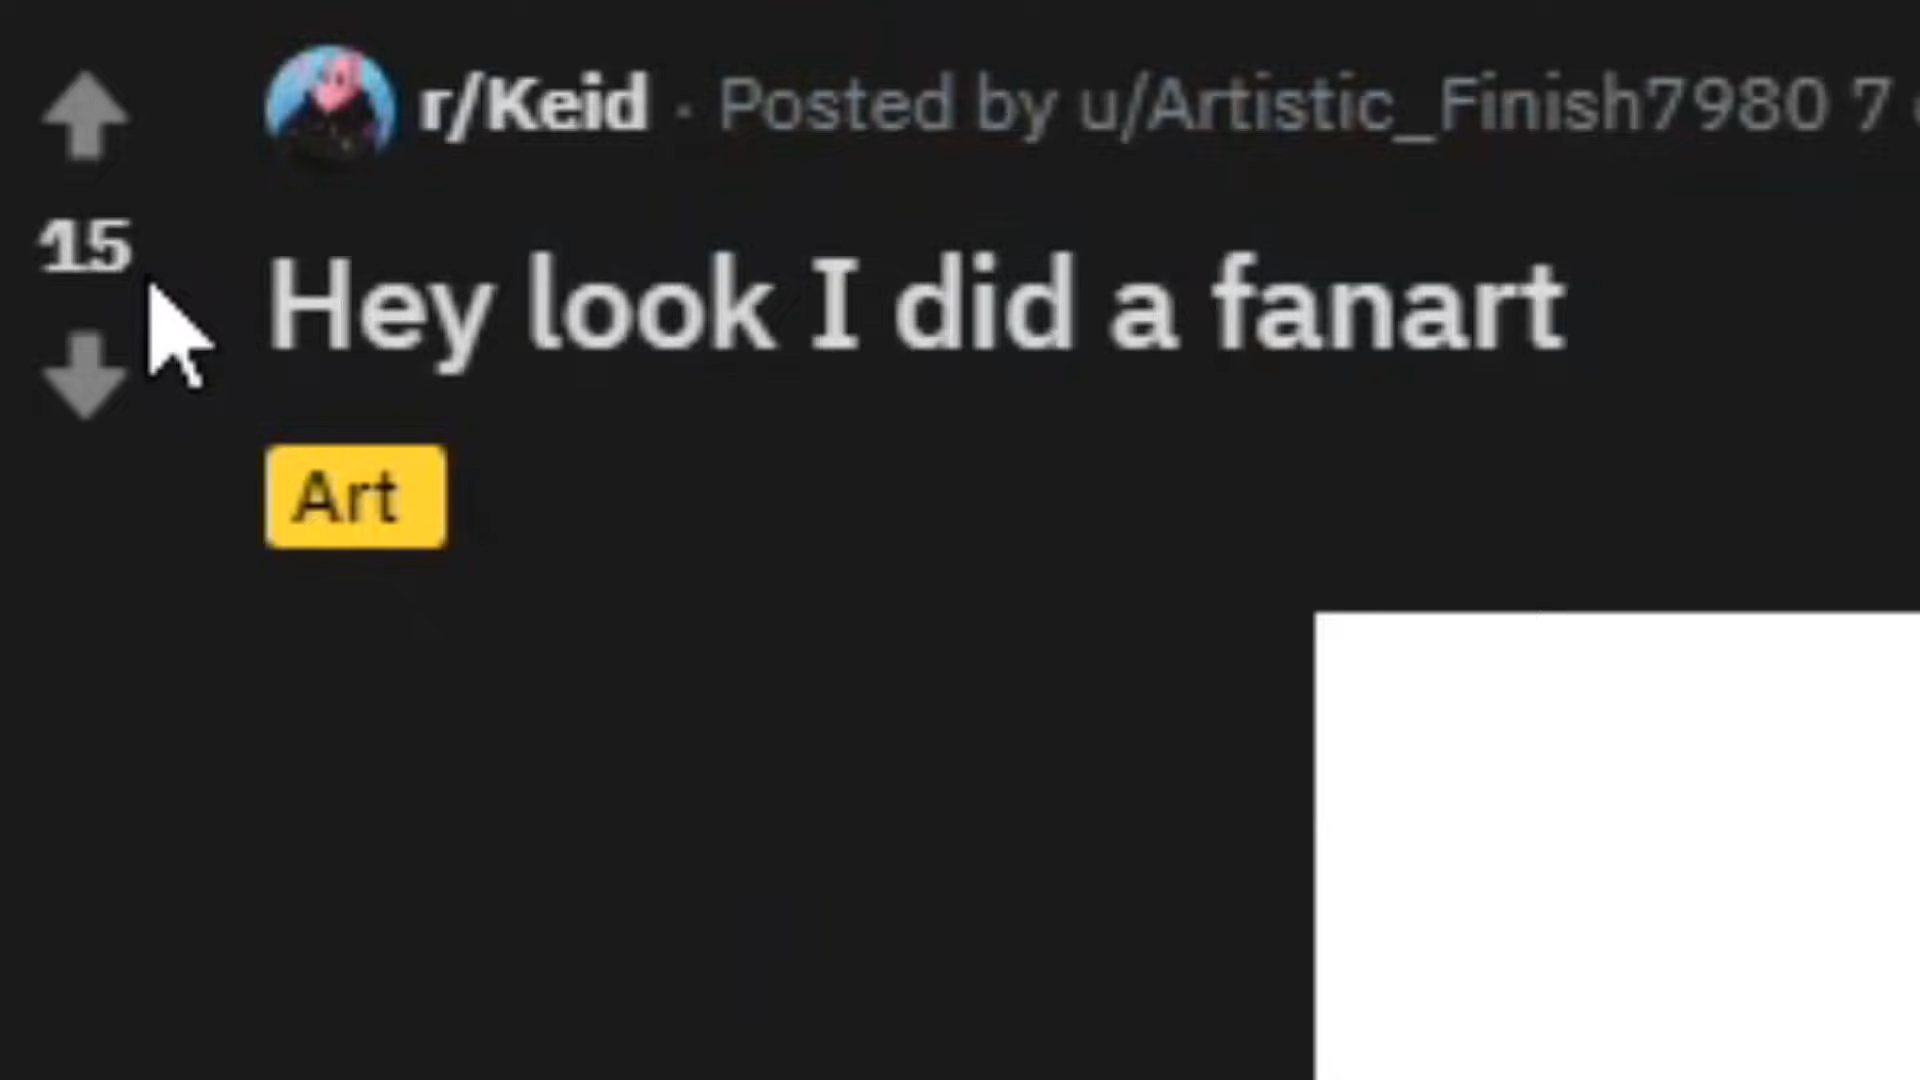 r/Keid · Posted by u/Artistic_Finish7980 7
15
Hey look I did a fanart
Art